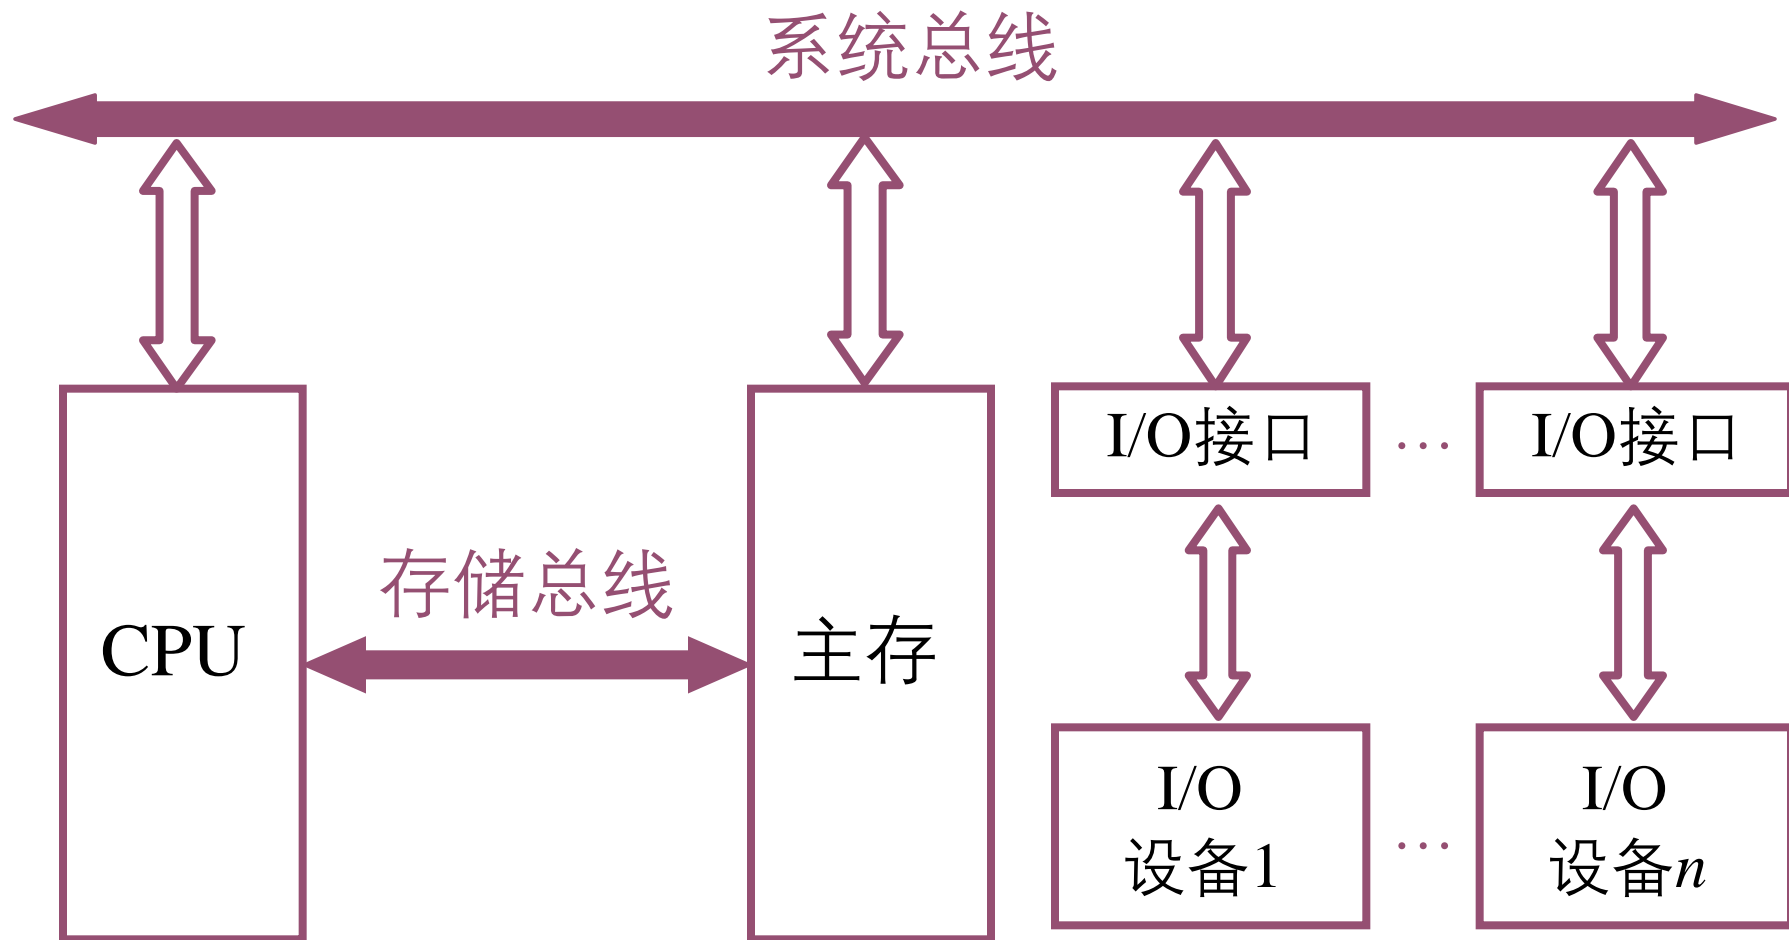 系统总线
I/O接口
…
I/O接口
存储总线
CPU
主存
I/O
设备1
…
I/O
设备n